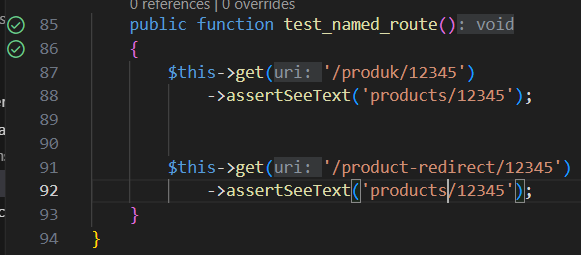 0 references | 0 overrides
85 public function test_named_route(): void
86 {
87 $this->get(uri: '/produk/12345')
88 ->assertSeeText('products/12345');
89
90
91 $this->get(uri: '/product-redirect/12345')
92 ->assertSeeText('products/12345');
93 }
94 }